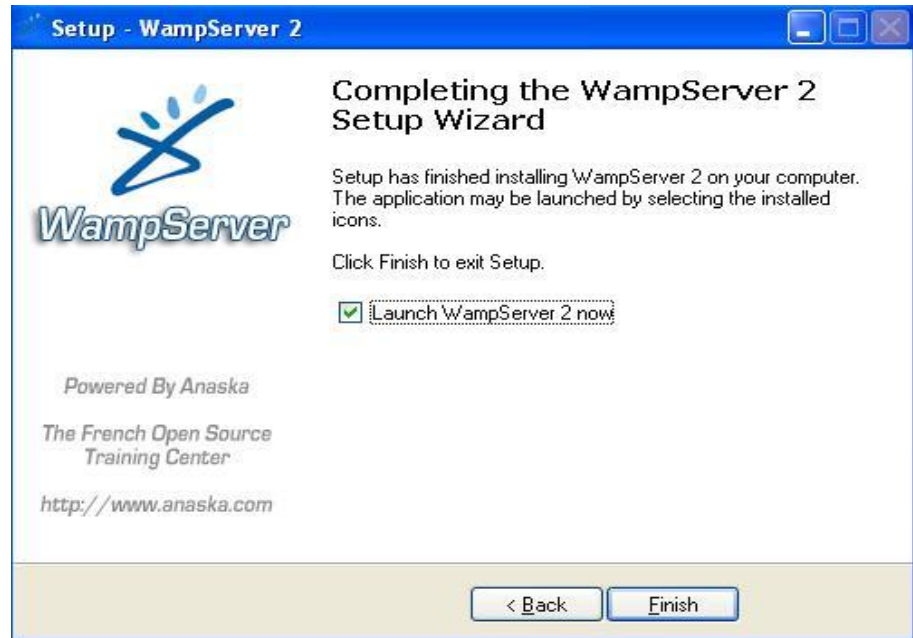 Setup - WampServer 2
WampServer
Completing the WampServer 2
Setup Wizard
Setup has finished installing WampServer 2 on your computer.
The application may be launched by selecting the installed
icons.
Click Finish to exit Setup.
Launch WampServer 2 now
Powered By Anaska
The French Open Source
Training Center
http://www.anaska.com
< Back
Finish